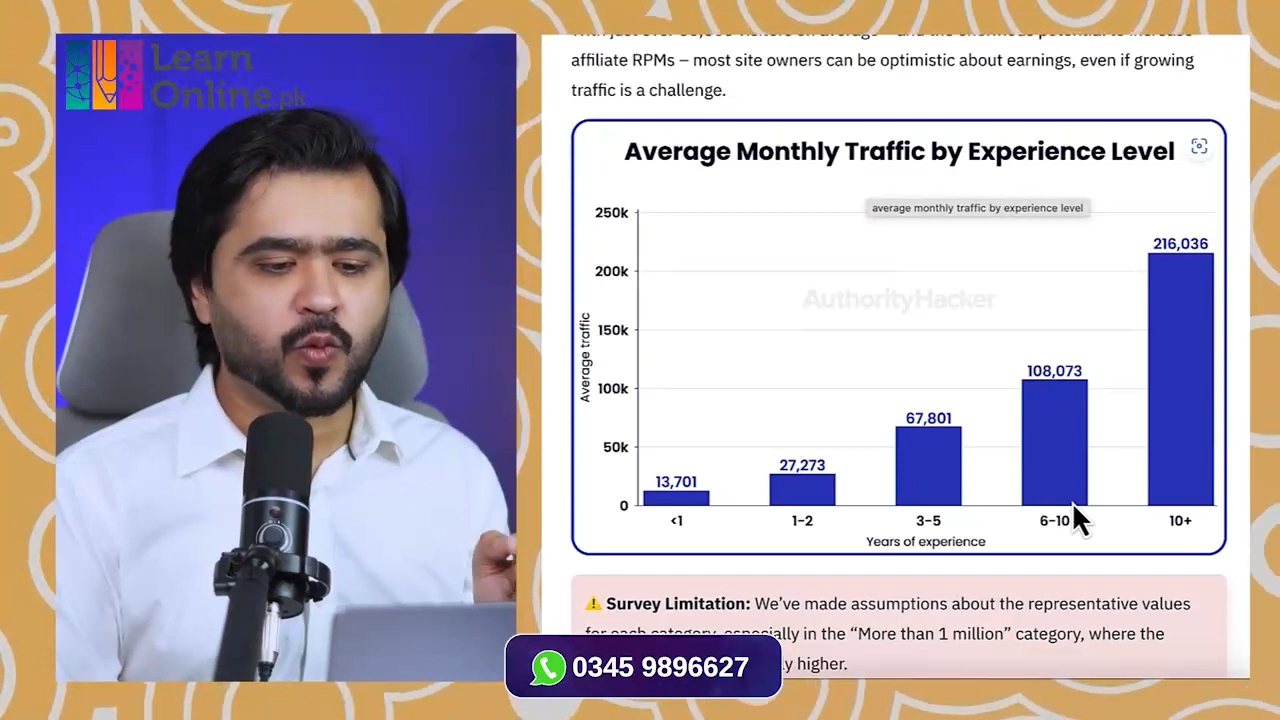 Learn
Online.pk
affiliate RPMs – most site owners can be optimistic about earnings, even if growing
traffic is a challenge.
Average Monthly Traffic by Experience Level
average monthly traffic by experience level
AuthorityHacker
Average traffic
250k
200k
150k
100k
50k
0
13,701
27,273
67,801
108,073
216,036
<1
1-2
3-5
6-10
10+
Years of experience
⚠️ Survey Limitation: We’ve made assumptions about the representative values
for each category, especially in the “More than 1 million” category, where the
higher.
0345 9896627